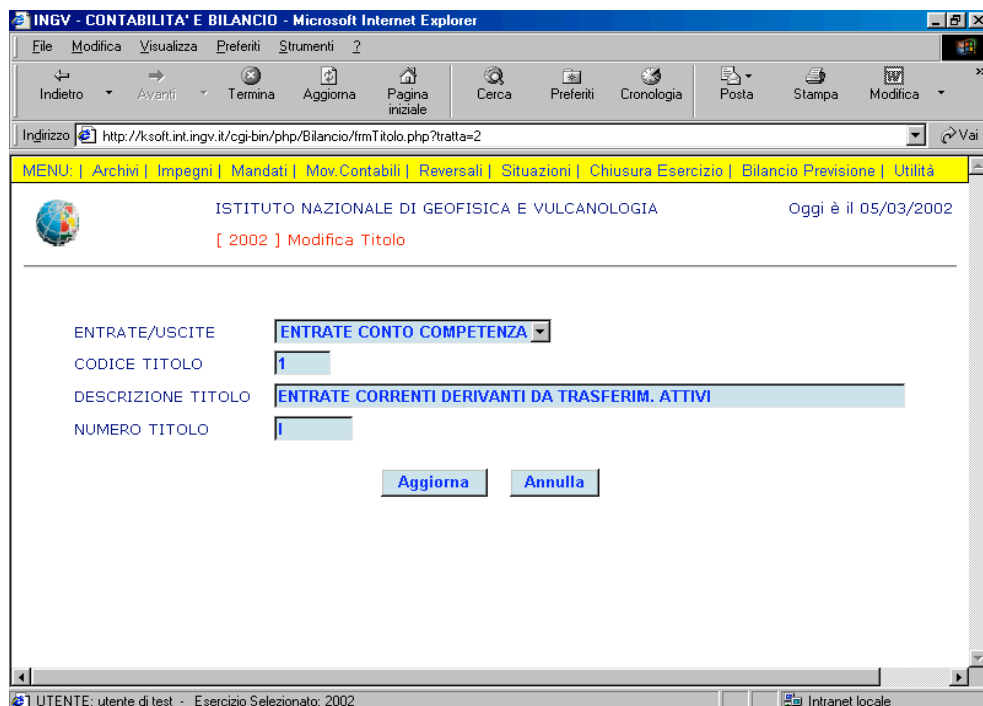 INGV - CONTABILITA' E BILANCIO - Microsoft Internet Explorer
File Modifica Visualizza Preferiti Strumenti ?
Indietro Avanti Termina Aggiorna Pagina iniziale Cerca Preferiti Cronologia Posta Stampa Modifica »
Indirizzo http://ksoft.int.ingv.it/cgi-bin/php/Bilancio/frmTitolo.php?tratta=2 Vai
MENU: | Archivi | Impegni | Mandati | Mov.Contabili | Reversali | Situazioni | Chiusura Esercizio | Bilancio Previsione | Utilità
ISTITUTO NAZIONALE DI GEOFISICA E VULCANOLOGIA Oggi è il 05/03/2002
[ 2002 ] Modifica Titolo
ENTRATE/USCITE ENTRATE CONTO COMPETENZA
CODICE TITOLO 1
DESCRIZIONE TITOLO ENTRATE CORRENTI DERIVANTI DA TRASFERIM. ATTIVI
NUMERO TITOLO I
Aggiorna Annulla
UTENTE: utente di test - Esercizio Selezionato: 2002 Intranet locale